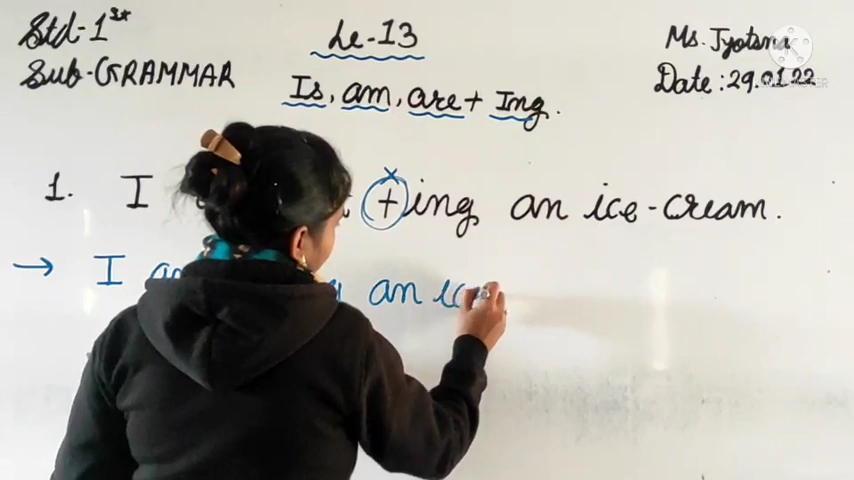 Std-1st
Sub-GRAMMAR
Le-13
Is, am, are + Ing.
Ms. Jyotsna
Date : 29.01.22
1. I + ing an ice-cream.
→ I an ic